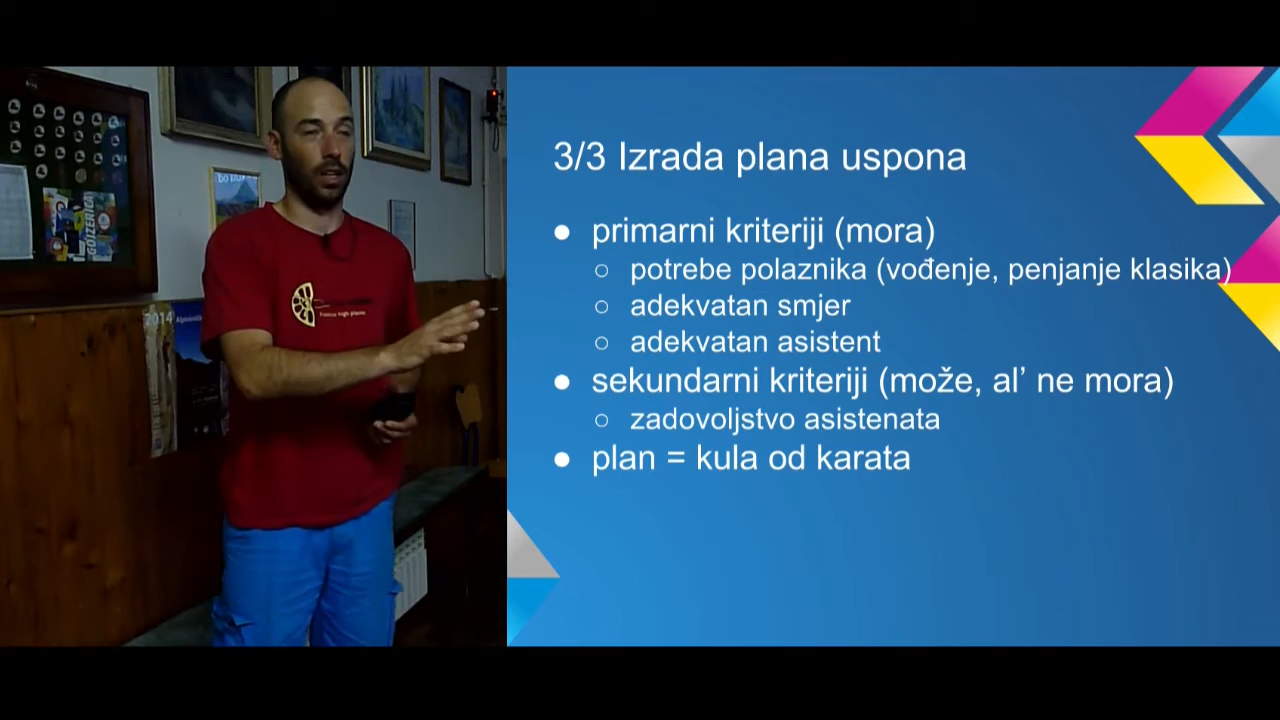 2014
3/3 Izrada plana uspona
● primarni kriteriji (mora)
○ potrebe polaznika (vođenje, penjanje klasika)
○ adekvatan smjer
○ adekvatan asistent
● sekundarni kriteriji (može, al’ ne mora)
○ zadovoljstvo asistenata
● plan = kula od karata